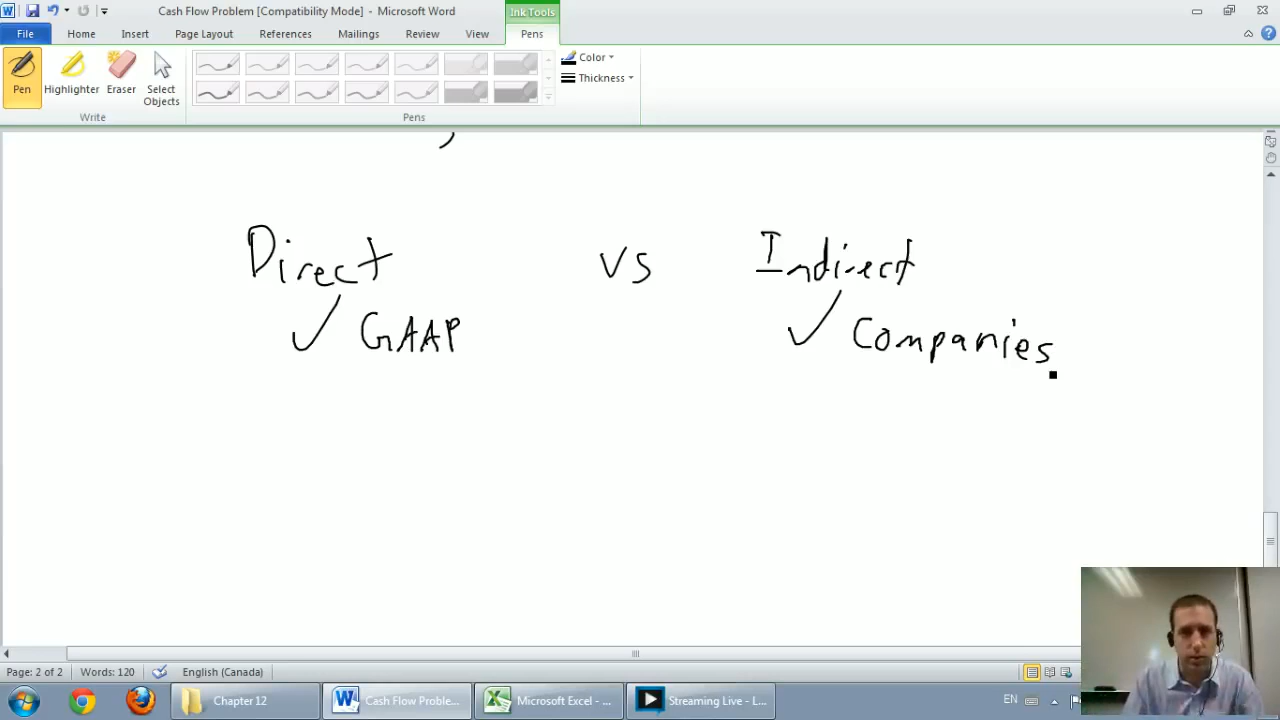 Cash Flow Problem [Compatibility Mode] - Microsoft Word
Ink Tools
File Home Insert Page Layout References Mailings Review View Pens
Pen Highlighter Eraser Select Objects
Color
Thickness
Write Pens
Direct vs Indirect
✓ GAAP ✓ Companies
Page: 2 of 2 Words: 120 English (Canada)
Chapter 12 Cash Flow Proble... Microsoft Excel - ... Streaming Live - L... EN